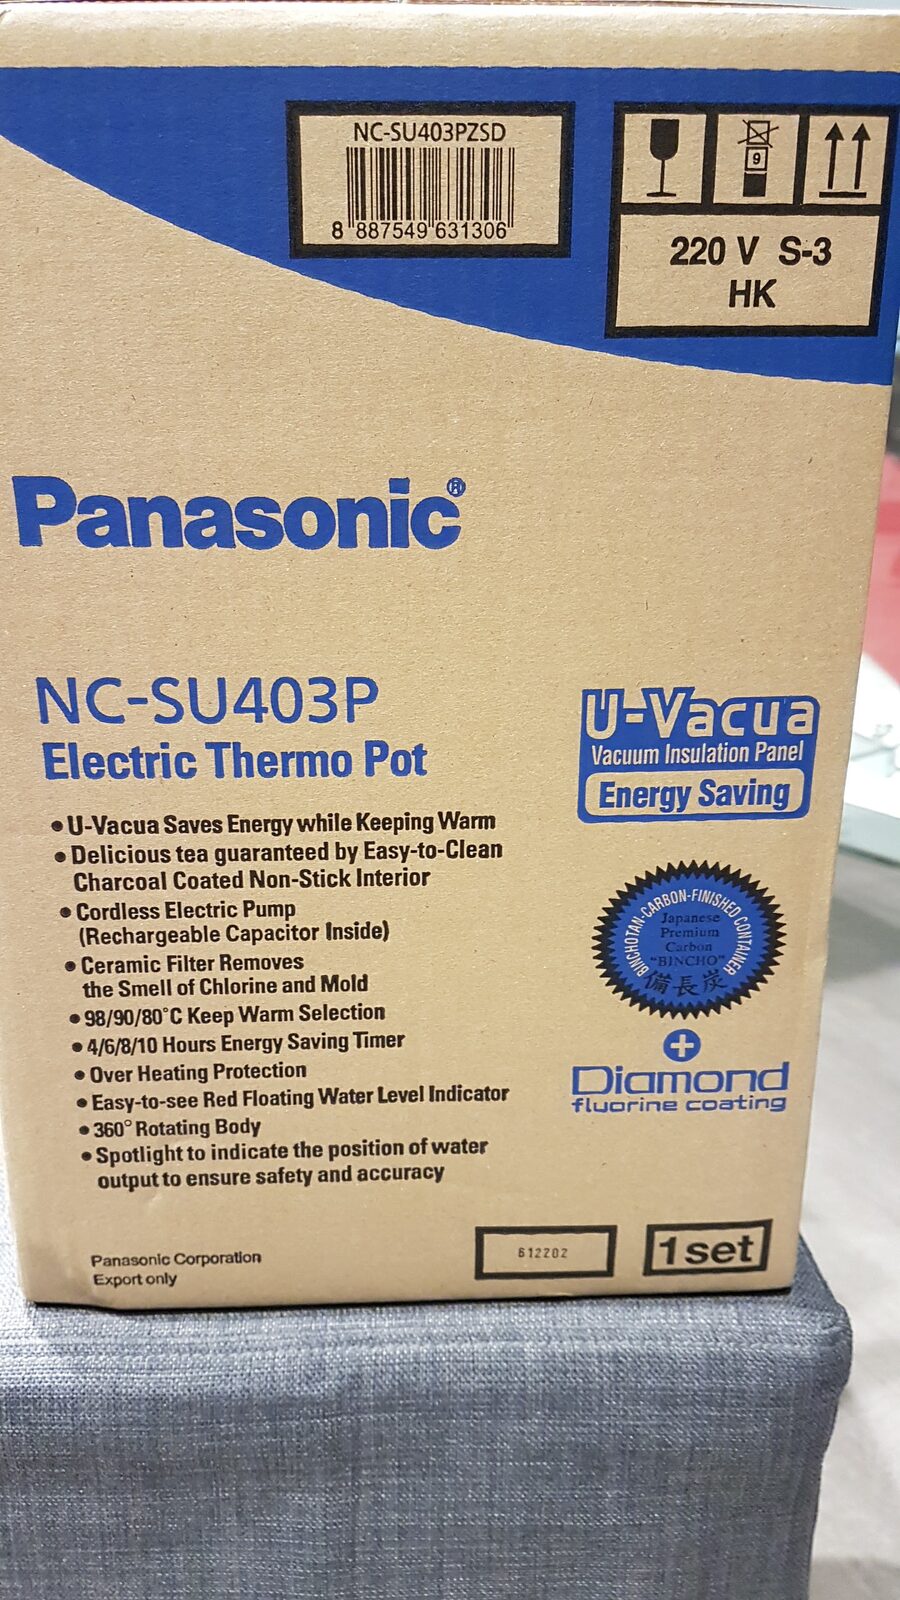 NC-SU403PZSD
8 887549 631306
9
220 V S-3
HK
Panasonic®
NC-SU403P
Electric Thermo Pot
U-Vacua
Vacuum Insulation Panel
Energy Saving
• U-Vacua Saves Energy while Keeping Warm
• Delicious tea guaranteed by Easy-to-Clean
Charcoal Coated Non-Stick Interior
• Cordless Electric Pump
(Rechargeable Capacitor Inside)
• Ceramic Filter Removes
the Smell of Chlorine and Mold
• 98/90/80°C Keep Warm Selection
• 4/6/8/10 Hours Energy Saving Timer
• Over Heating Protection
• Easy-to-see Red Floating Water Level Indicator
• 360° Rotating Body
• Spotlight to indicate the position of water
output to ensure safety and accuracy
BINCHOTAN-CARBON-FINISHED CONTAINER
Japanese
Premium
Carbon
"BINCHO"
備長炭
+
Diamond
fluorine coating
Panasonic Corporation
Export only
612202
1 set